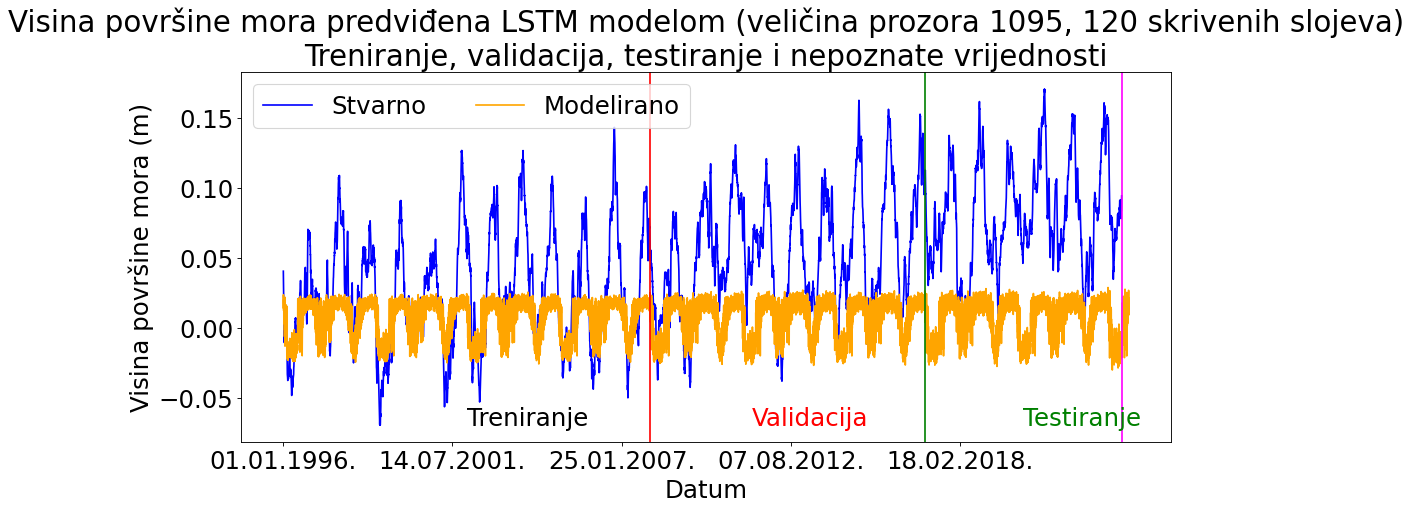 Visina površine mora predviđena LSTM modelom (veličina prozora 1095, 120 skrivenih slojeva)
Treniranje, validacija, testiranje i nepoznate vrijednosti
Stvarno
Modelirano
Visina površine mora (m)
0.15
0.10
0.05
0.00
−0.05
Treniranje
Validacija
Testiranje
01.01.1996.
14.07.2001.
25.01.2007.
07.08.2012.
18.02.2018.
Datum